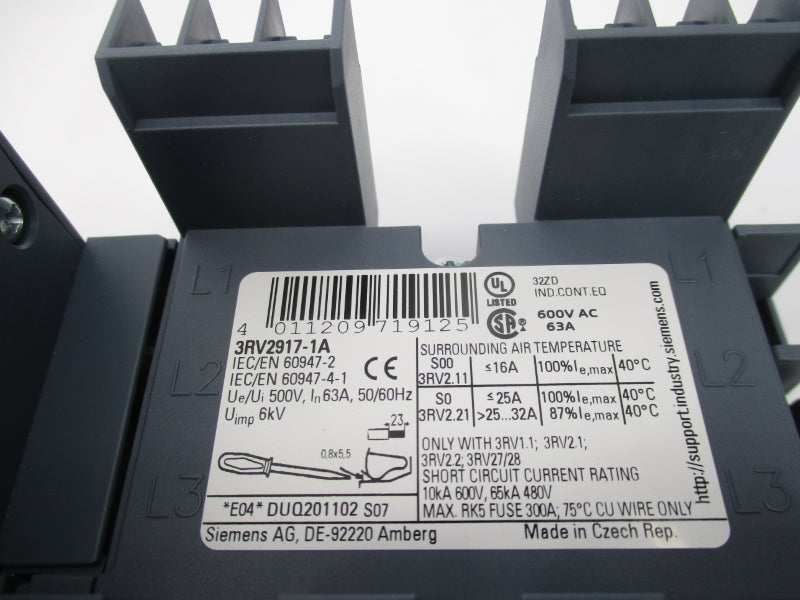 L1
L1
L2
L2
L3
L3
4 011209 719125
UL
LISTED
32ZD
IND.CONT.EQ
SA
600V AC
63A
3RV2917-1A
IEC/EN 60947-2
IEC/EN 60947-4-1
CE
Ue/Ui 500V, In 63A, 50/60Hz
Uimp 6kV
23
0,8x5,5
*E04* DUQ201102 S07
SURROUNDING AIR TEMPERATURE
S00 3RV2.11 ≤16A 100%Ie,max 40°C
S0 3RV2.21 ≤25A 100%Ie,max 40°C
>25...32A 87%Ie,max 40°C
ONLY WITH 3RV1.1; 3RV2.1;
3RV2.2; 3RV27/28
SHORT CIRCUIT CURRENT RATING
10kA 600V, 65kA 480V
MAX. RK5 FUSE 300A; 75°C CU WIRE ONLY
http://support.industry.siemens.com
Siemens AG, DE-92220 Amberg
Made in Czech Rep.